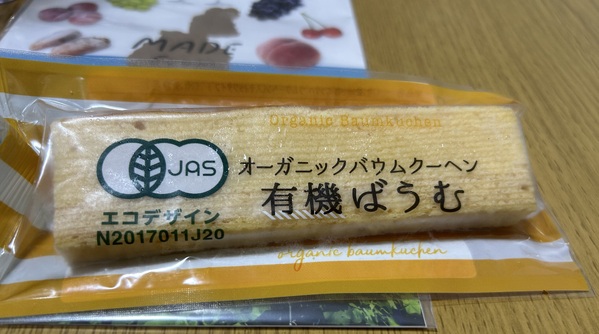 MADE
Organic Baumkuchen
JAS
オーガニックバウムクーヘン
有機ばうむ
エコデザイン
N2017011J20
organic baumkuchen